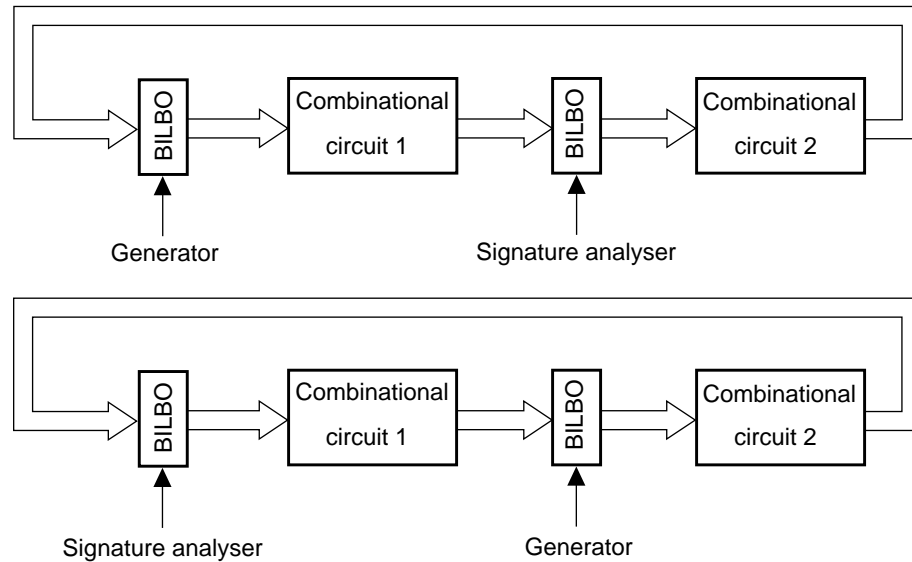 BILBO
Combinational
circuit 1
BILBO
Combinational
circuit 2
Generator
Signature analyser
BILBO
Combinational
circuit 1
BILBO
Combinational
circuit 2
Signature analyser
Generator